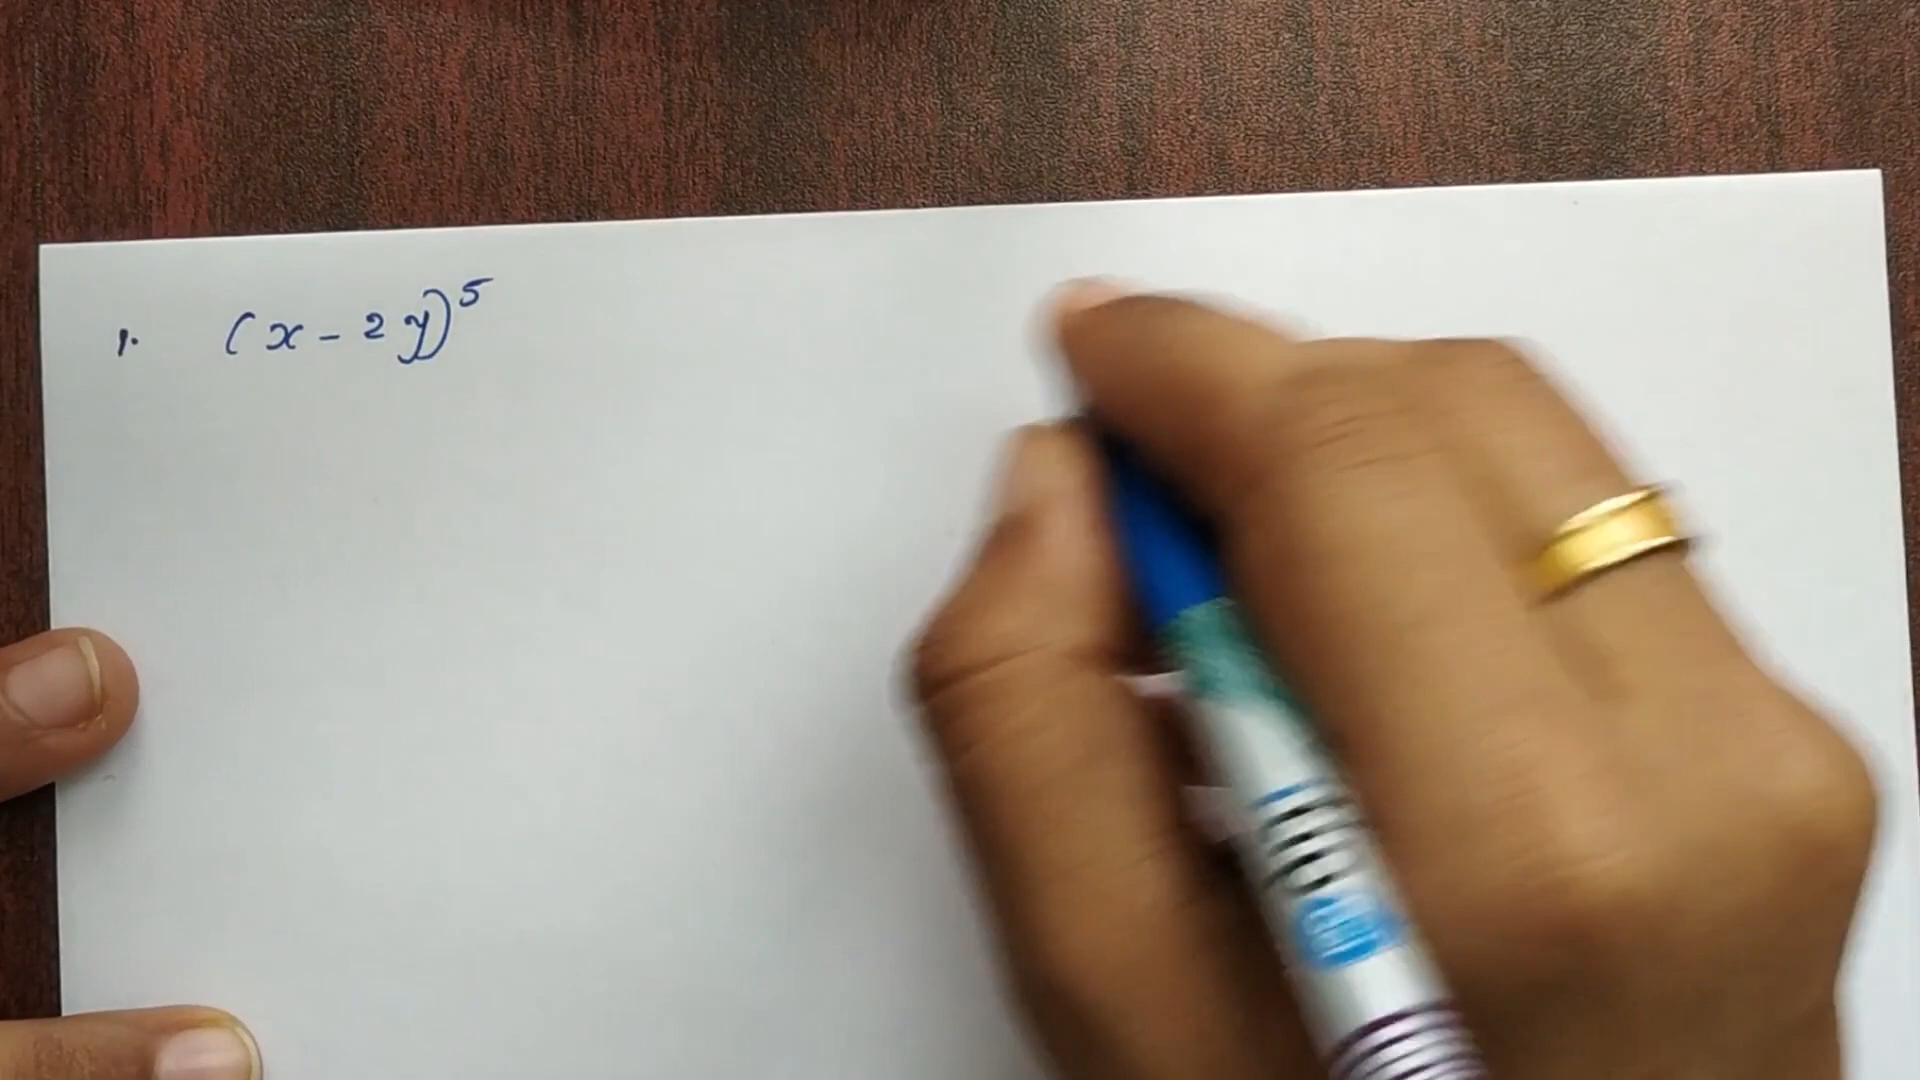 1. (x - 2y)⁵